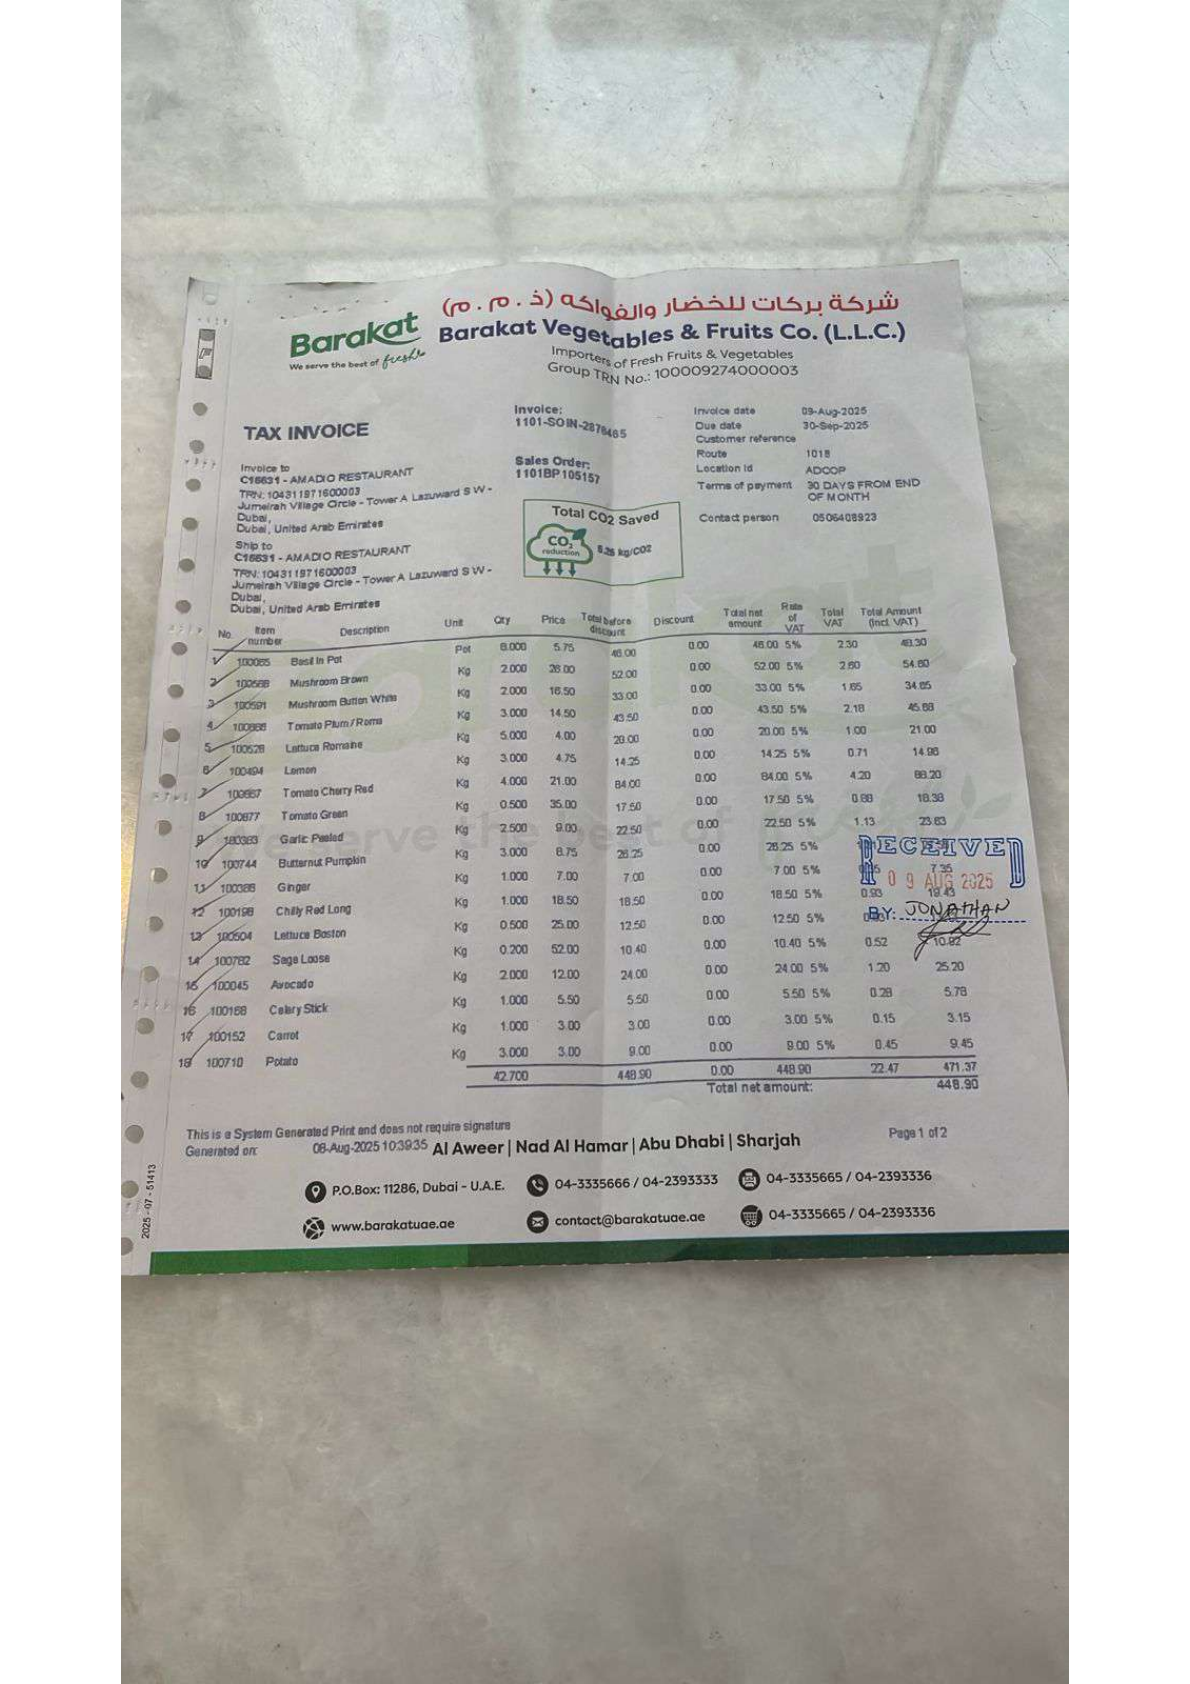 شركة بركات للخضار والفواكه (ذ.م.م)
Barakat
We serve the best of fresh
Barakat Vegetables & Fruits Co. (L.L.C.)
Importers of Fresh Fruits & Vegetables
Group TRN No.: 100009274000003
TAX INVOICE
Invoice:
1101-SOIN-2878485
Sales Order:
1101BP105157
Invoice date 09-Aug-2025
Due date 30-Sep-2025
Customer reference
Route 1018
Location Id ADCOP
Terms of payment 30 DAYS FROM END OF MONTH
Contact person 0506408923
Invoice to
C16631 - AMADIO RESTAURANT
TRN: 104311971600003
Jumeirah Village Circle - Tower A Lazuward S W -
Dubai,
Dubai, United Arab Emirates
Ship to
C16631 - AMADIO RESTAURANT
TRN: 104311971600003
Jumeirah Village Circle - Tower A Lazuward S W -
Dubai,
Dubai, United Arab Emirates
Total CO2 Saved
CO2
reduction
kg/CO2
No. Item number Description Unit Qty Price Total before discount Discount Total net amount Rate of VAT Total VAT Total Amount (Incl. VAT)
1 100085 Basil In Pot Pot 8.000 5.75 46.00 0.00 46.00 5% 2.30 48.30
2 100588 Mushroom Brown Kg 2.000 26.00 52.00 0.00 52.00 5% 2.60 54.60
3 100591 Mushroom Button White Kg 2.000 16.50 33.00 0.00 33.00 5% 1.65 34.65
4 100888 Tomato Plum / Roma Kg 3.000 14.50 43.50 0.00 43.50 5% 2.18 45.68
5 100528 Lettuce Romaine Kg 5.000 4.00 20.00 0.00 20.00 5% 1.00 21.00
6 100494 Lemon Kg 3.000 4.75 14.25 0.00 14.25 5% 0.71 14.96
7 100867 Tomato Cherry Red Kg 4.000 21.00 84.00 0.00 84.00 5% 4.20 88.20
8 100877 Tomato Green Kg 0.500 35.00 17.50 0.00 17.50 5% 0.88 18.38
9 100383 Garlic Peeled Kg 2.500 9.00 22.50 0.00 22.50 5% 1.13 23.63
10 100744 Butternut Pumpkin Kg 3.000 8.75 26.25 0.00 26.25 5%
11 100388 Ginger Kg 1.000 7.00 7.00 0.00 7.00 5% 7.35
12 100198 Chilly Red Long Kg 1.000 18.50 18.50 0.00 18.50 5% 0.93 19.43
13 100504 Lettuce Boston Kg 0.500 25.00 12.50 0.00 12.50 5%
14 100782 Sage Loose Kg 0.200 52.00 10.40 0.00 10.40 5% 0.52 10.92
15 100045 Avocado Kg 2.000 12.00 24.00 0.00 24.00 5% 1.20 25.20
16 100168 Celery Stick Kg 1.000 5.50 5.50 0.00 5.50 5% 0.28 5.78
17 100152 Carrot Kg 1.000 3.00 3.00 0.00 3.00 5% 0.15 3.15
18 100710 Potato Kg 3.000 3.00 9.00 0.00 9.00 5% 0.45 9.45
42.700 448.90 0.00 448.90 22.47 471.37
Total net amount: 448.90
RECEIVED
09 AUG 2025
BY: JONATHAN
This is a System Generated Print and does not require signature
Generated on: 08-Aug-2025 10:39:35
Al Aweer | Nad Al Hamar | Abu Dhabi | Sharjah
Page 1 of 2
P.O.Box: 11286, Dubai - U.A.E.
04-3335666 / 04-2393333
04-3335665 / 04-2393336
www.barakatuae.ae
contact@barakatuae.ae
04-3335665 / 04-2393336
2025 - 07 - 51413